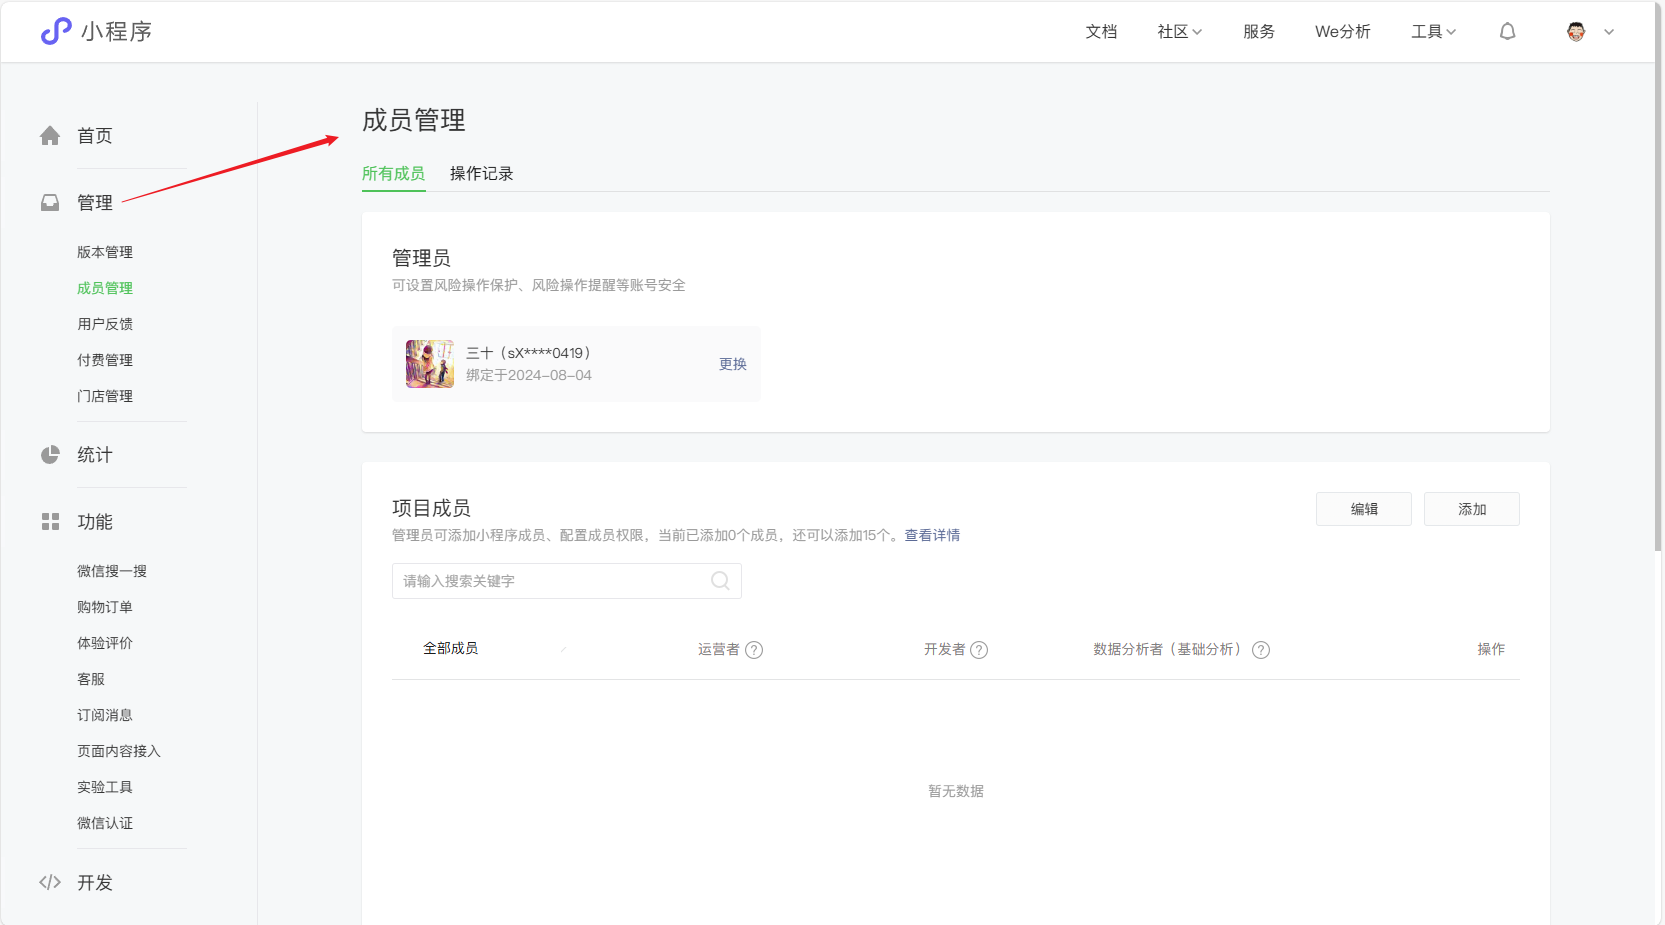 小程序
文档
社区
服务
We分析
工具
首页
管理
版本管理
成员管理
用户反馈
付费管理
门店管理
统计
功能
微信搜一搜
购物订单
体验评价
客服
订阅消息
页面内容接入
实验工具
微信认证
开发
成员管理
所有成员
操作记录
管理员
可设置风险操作保护、风险操作提醒等账号安全
三十（sX****0419）
绑定于2024-08-04
更换
项目成员
管理员可添加小程序成员、配置成员权限，当前已添加0个成员，还可以添加15个。查看详情
编辑
添加
请输入搜索关键字
全部成员
运营者 ?
开发者 ?
数据分析者（基础分析） ?
操作
暂无数据